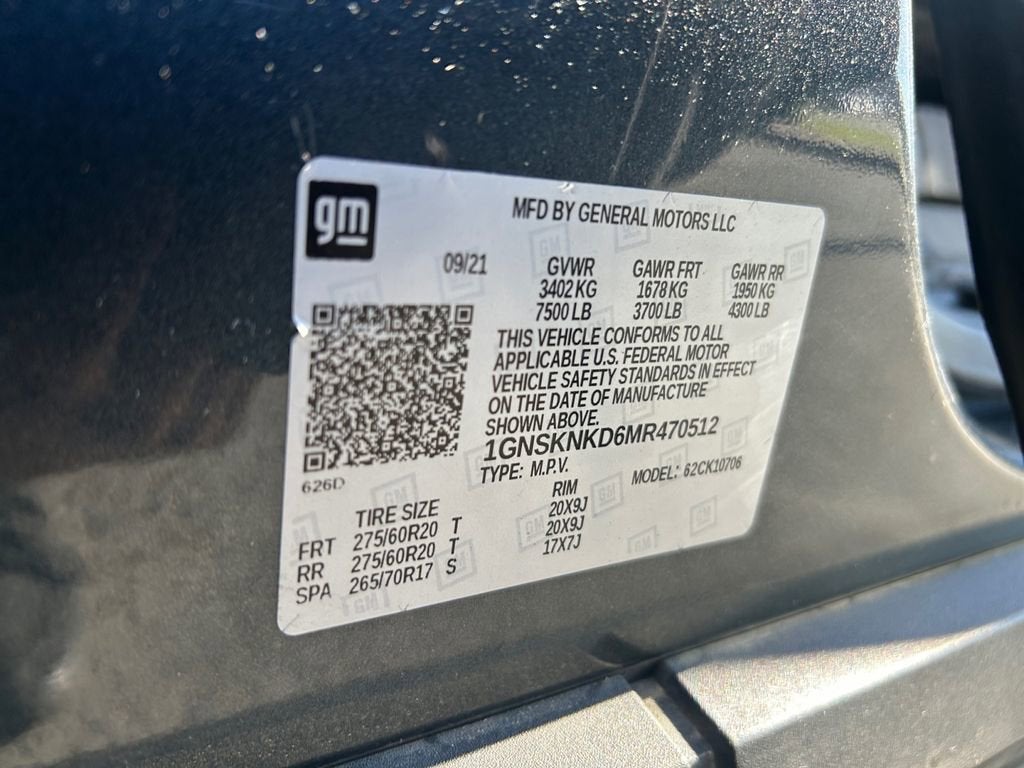 gm
MFD BY GENERAL MOTORS LLC
09/21 GVWR GAWR FRT GAWR RR
3402 KG 1678 KG 1950 KG
7500 LB 3700 LB 4300 LB
THIS VEHICLE CONFORMS TO ALL
APPLICABLE U.S. FEDERAL MOTOR
VEHICLE SAFETY STANDARDS IN EFFECT
ON THE DATE OF MANUFACTURE
SHOWN ABOVE.
1GNSKNKD6MR470512
TYPE: M.P.V. MODEL: 62CK10706
626D
TIRE SIZE RIM
FRT 275/60R20 T 20X9J
RR 275/60R20 T 20X9J
SPA 265/70R17 S 17X7J